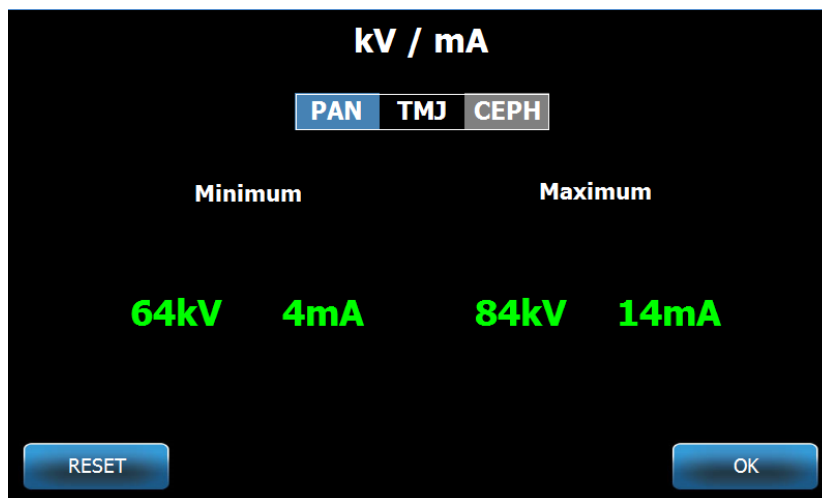 kV / mA
PAN TMJ CEPH
Minimum Maximum
64kV 4mA 84kV 14mA
RESET OK